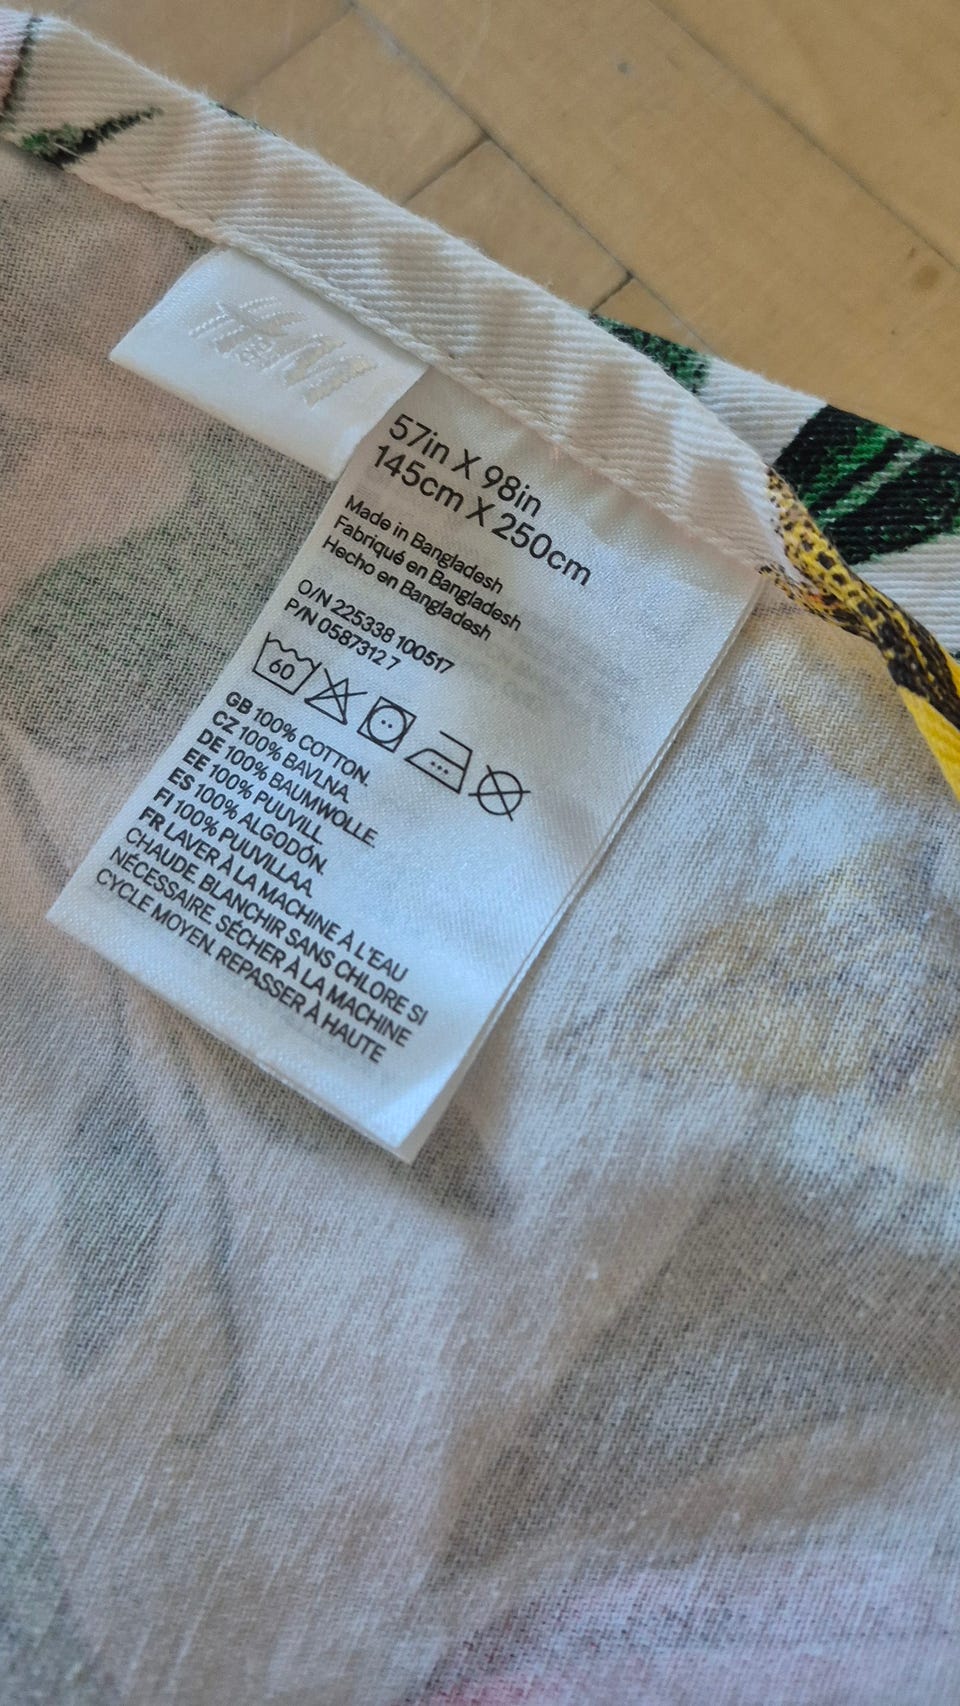 H&M
57in X 98in
145cm X 250cm
Made in Bangladesh
Fabriqué en Bangladesh
Hecho en Bangladesh
O/N 225338 100517
P/N 0587312 7
60
GB 100% COTTON.
CZ 100% BAVLNA.
DE 100% BAUMWOLLE.
EE 100% PUUVILL.
ES 100% ALGODÓN.
FI 100% PUUVILLAA.
FR LAVER À LA MACHINE À L'EAU
CHAUDE. BLANCHIR SANS CHLORE SI
NÉCESSAIRE. SÉCHER À LA MACHINE
CYCLE MOYEN. REPASSER À HAUTE